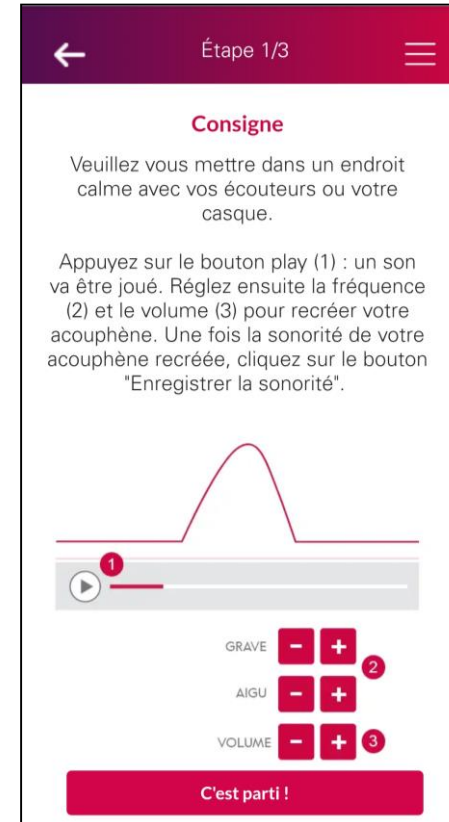 Étape 1/3
Consigne
Veuillez vous mettre dans un endroit
calme avec vos écouteurs ou votre
casque.
Appuyez sur le bouton play (1) : un son
va être joué. Réglez ensuite la fréquence
(2) et le volume (3) pour recréer votre
acouphène. Une fois la sonorité de votre
acouphène recréée, cliquez sur le bouton
"Enregistrer la sonorité".
1
GRAVE - +
2
AIGU - +
VOLUME - + 3
C'est parti !